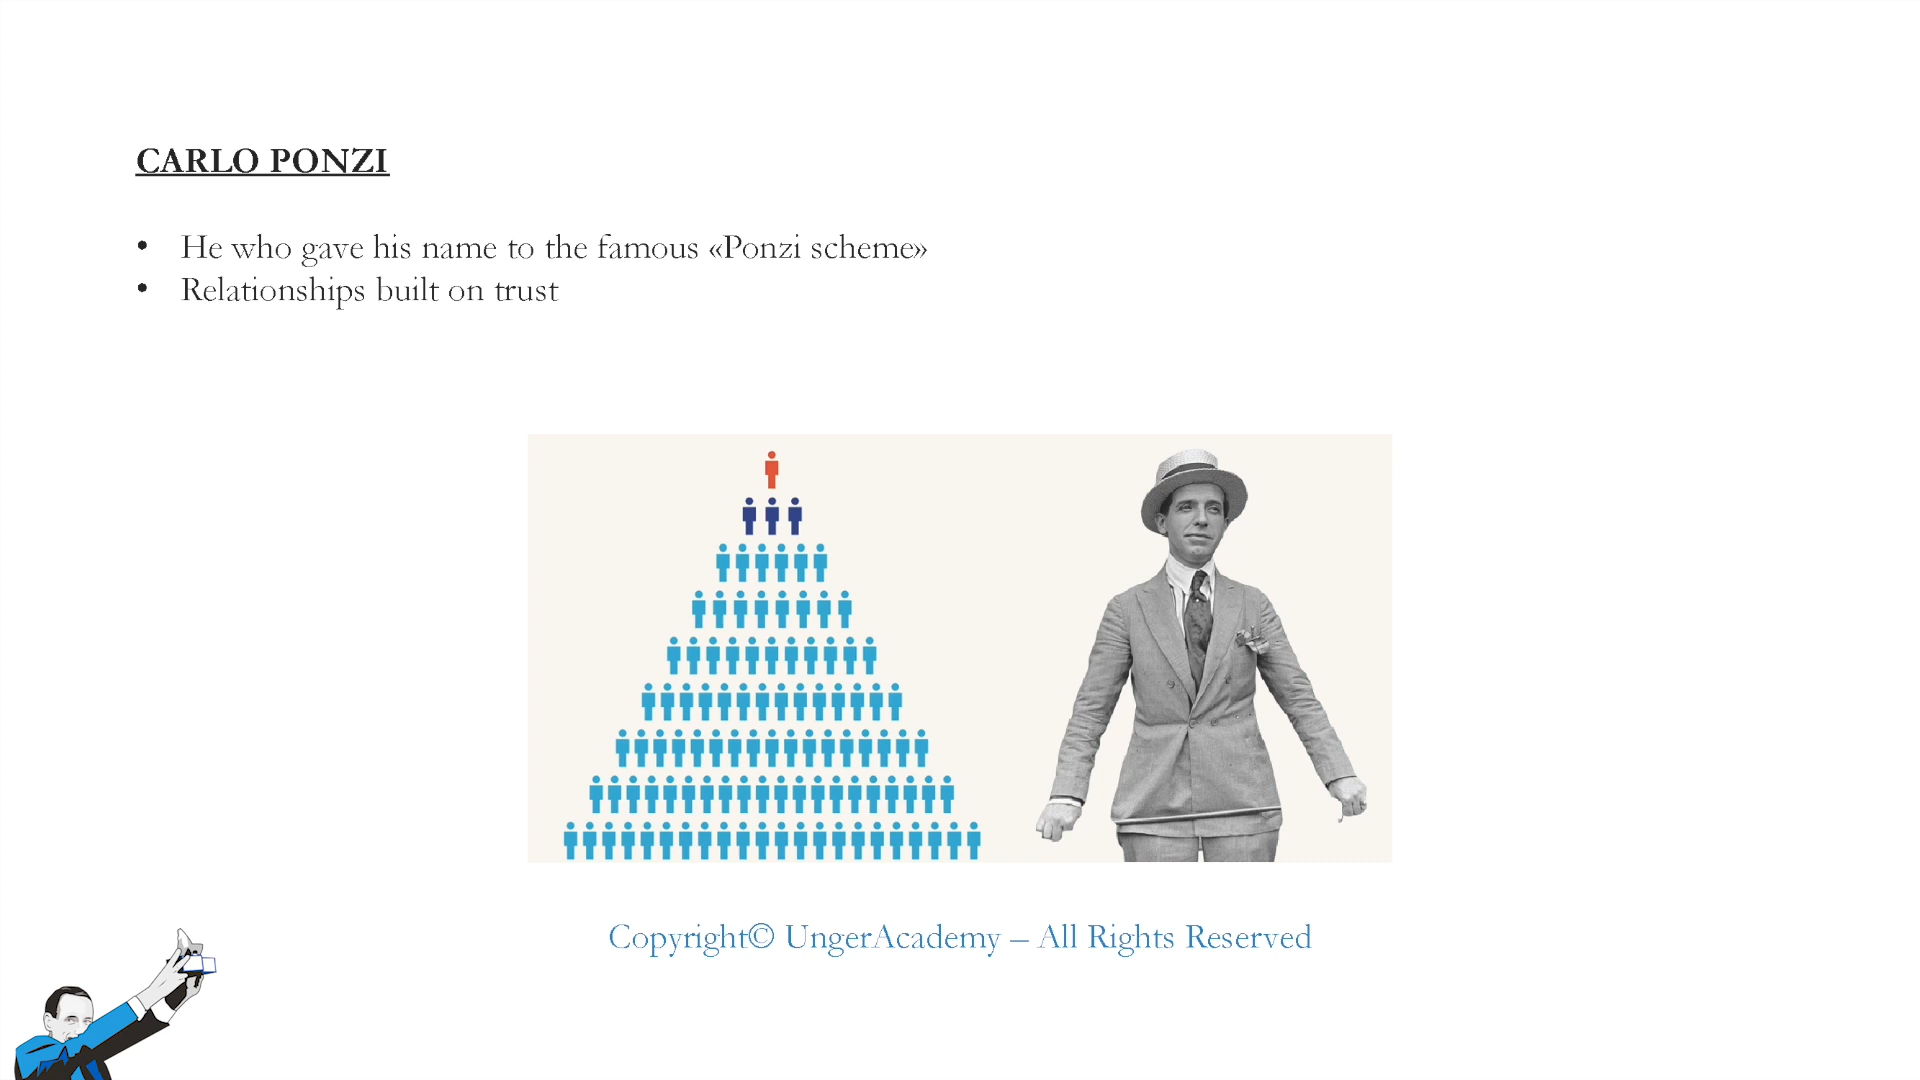 CARLO PONZI
• He who gave his name to the famous «Ponzi scheme»
• Relationships built on trust
Copyright© UngerAcademy – All Rights Reserved